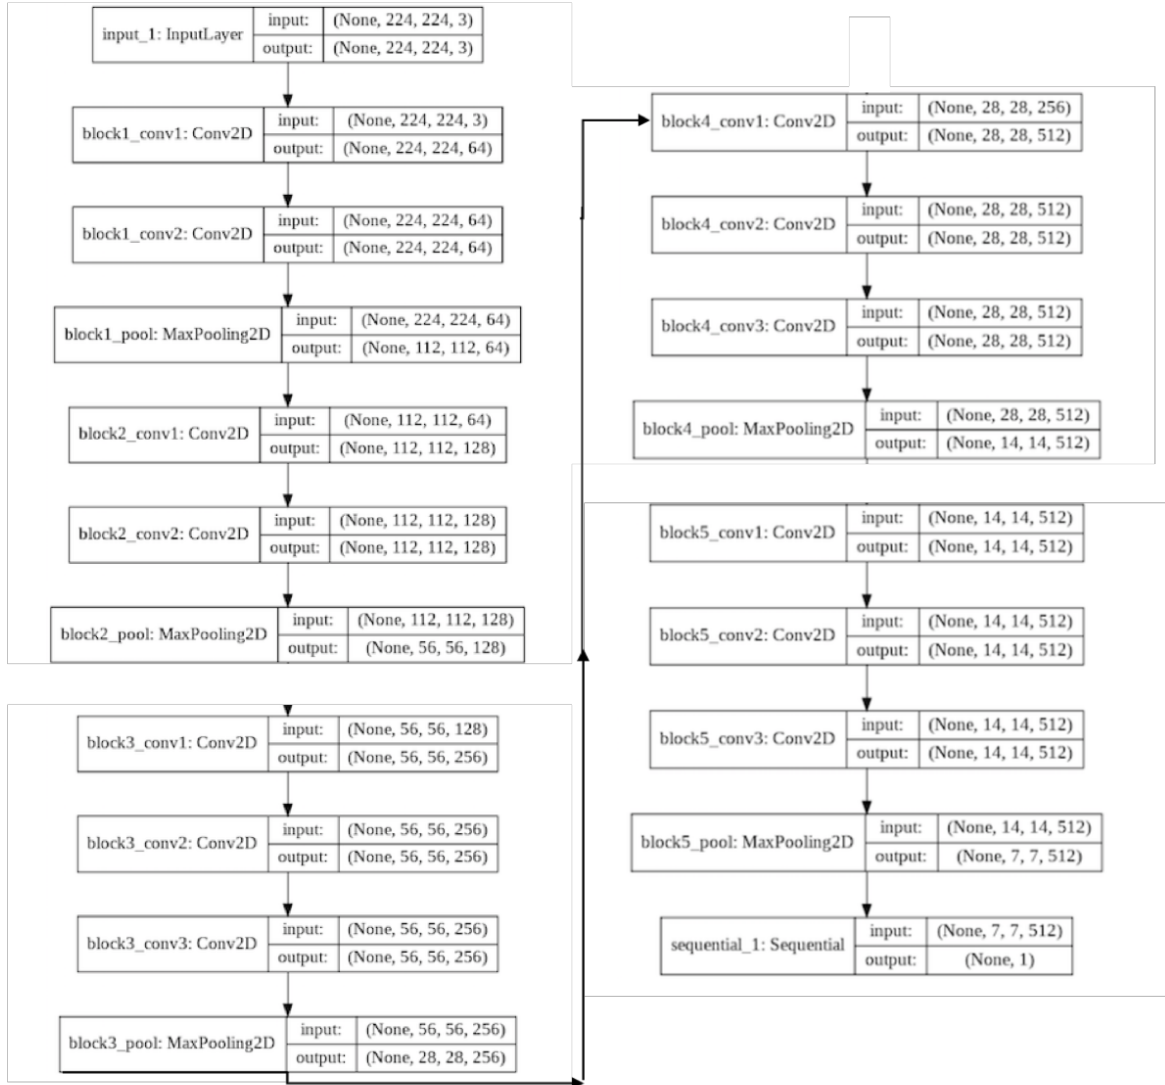 input_1: InputLayer
input: (None, 224, 224, 3)
output: (None, 224, 224, 3)
block1_conv1: Conv2D
input: (None, 224, 224, 3)
output: (None, 224, 224, 64)
block1_conv2: Conv2D
input: (None, 224, 224, 64)
output: (None, 224, 224, 64)
block1_pool: MaxPooling2D
input: (None, 224, 224, 64)
output: (None, 112, 112, 64)
block2_conv1: Conv2D
input: (None, 112, 112, 64)
output: (None, 112, 112, 128)
block2_conv2: Conv2D
input: (None, 112, 112, 128)
output: (None, 112, 112, 128)
block2_pool: MaxPooling2D
input: (None, 112, 112, 128)
output: (None, 56, 56, 128)
block3_conv1: Conv2D
input: (None, 56, 56, 128)
output: (None, 56, 56, 256)
block3_conv2: Conv2D
input: (None, 56, 56, 256)
output: (None, 56, 56, 256)
block3_conv3: Conv2D
input: (None, 56, 56, 256)
output: (None, 56, 56, 256)
block3_pool: MaxPooling2D
input: (None, 56, 56, 256)
output: (None, 28, 28, 256)
block4_conv1: Conv2D
input: (None, 28, 28, 256)
output: (None, 28, 28, 512)
block4_conv2: Conv2D
input: (None, 28, 28, 512)
output: (None, 28, 28, 512)
block4_conv3: Conv2D
input: (None, 28, 28, 512)
output: (None, 28, 28, 512)
block4_pool: MaxPooling2D
input: (None, 28, 28, 512)
output: (None, 14, 14, 512)
block5_conv1: Conv2D
input: (None, 14, 14, 512)
output: (None, 14, 14, 512)
block5_conv2: Conv2D
input: (None, 14, 14, 512)
output: (None, 14, 14, 512)
block5_conv3: Conv2D
input: (None, 14, 14, 512)
output: (None, 14, 14, 512)
block5_pool: MaxPooling2D
input: (None, 14, 14, 512)
output: (None, 7, 7, 512)
sequential_1: Sequential
input: (None, 7, 7, 512)
output: (None, 1)